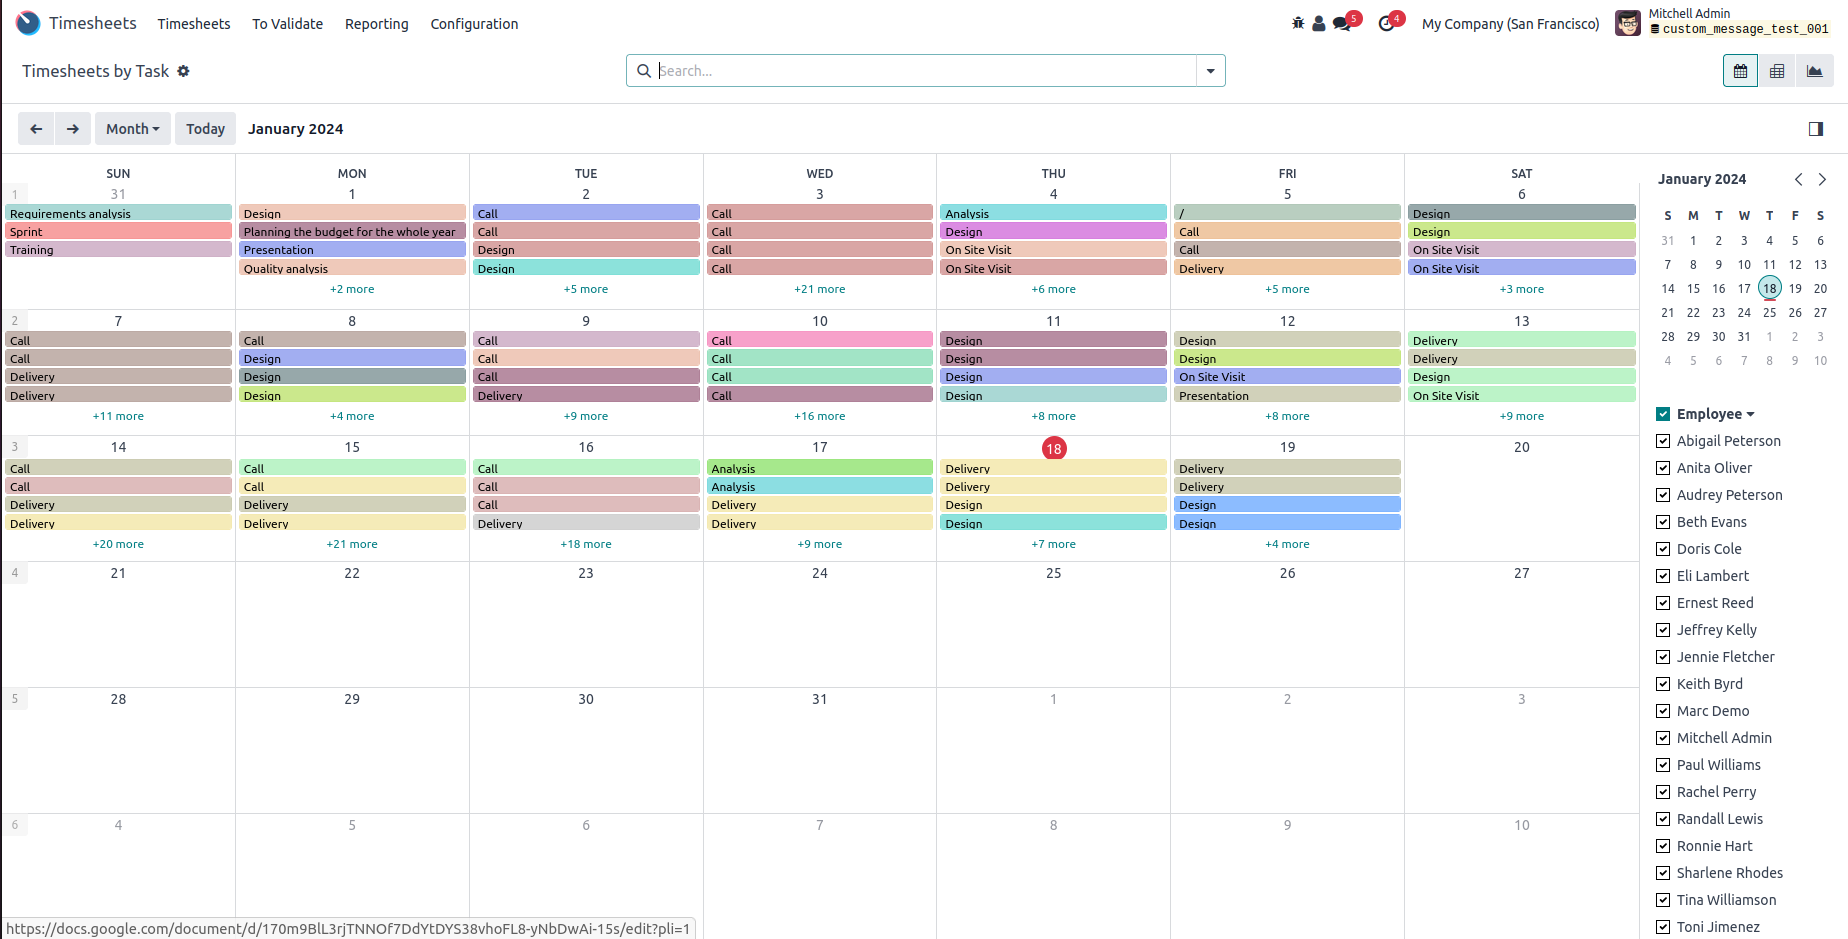 Timesheets Timesheets To Validate Reporting Configuration 5 4 My Company (San Francisco) Mitchell Admin
custom_message_test_001
Timesheets by Task Search...
Month Today January 2024
SUN MON TUE WED THU FRI SAT
1 31 1 2 3 4 5 6
Requirements analysis Design Call Call Analysis / Design
Sprint Planning the budget for the whole year Call Call Design Call Design
Training Presentation Design Call On Site Visit Call On Site Visit
Quality analysis Design Call On Site Visit Delivery On Site Visit
+2 more +5 more +21 more +6 more +5 more +3 more
2 7 8 9 10 11 12 13
Call Call Call Call Design Design Delivery
Call Design Call Call Design Design Delivery
Delivery Design Call Call Design On Site Visit Design
Delivery Design Delivery Call Design Presentation On Site Visit
+11 more +4 more +9 more +16 more +8 more +8 more +9 more
3 14 15 16 17 18 19 20
Call Call Call Analysis Delivery Delivery
Call Call Call Analysis Delivery Delivery
Delivery Delivery Call Delivery Design Design
Delivery Delivery Delivery Delivery Design Design
+20 more +21 more +18 more +9 more +7 more +4 more
4 21 22 23 24 25 26 27
5 28 29 30 31 1 2 3
6 4 5 6 7 8 9 10
January 2024
S M T W T F S
31 1 2 3 4 5 6
7 8 9 10 11 12 13
14 15 16 17 18 19 20
21 22 23 24 25 26 27
28 29 30 31 1 2 3
4 5 6 7 8 9 10
Employee
Abigail Peterson
Anita Oliver
Audrey Peterson
Beth Evans
Doris Cole
Eli Lambert
Ernest Reed
Jeffrey Kelly
Jennie Fletcher
Keith Byrd
Marc Demo
Mitchell Admin
Paul Williams
Rachel Perry
Randall Lewis
Ronnie Hart
Sharlene Rhodes
Tina Williamson
Toni Jimenez
https://docs.google.com/document/d/170m9BlL3rjTNNOf7DdYtDYS38vhoFL8-yNbDwAi-15s/edit?pli=1